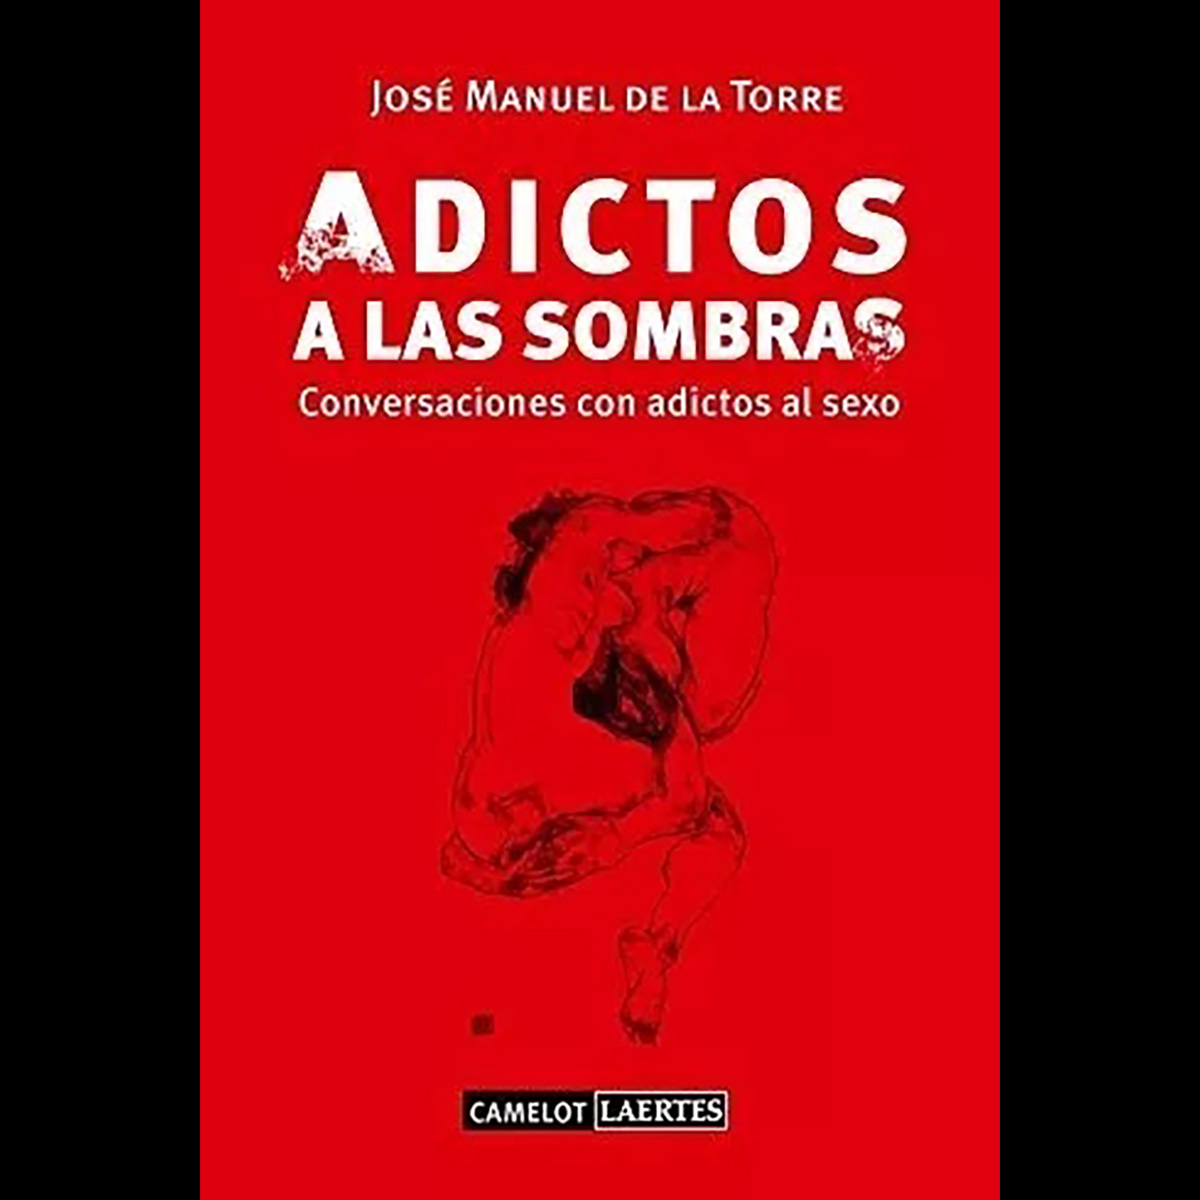 JOSÉ MANUEL DE LA TORRE
ADICTOS
A LAS SOMBRAS
Conversaciones con adictos al sexo
CAMELOT LAERTES